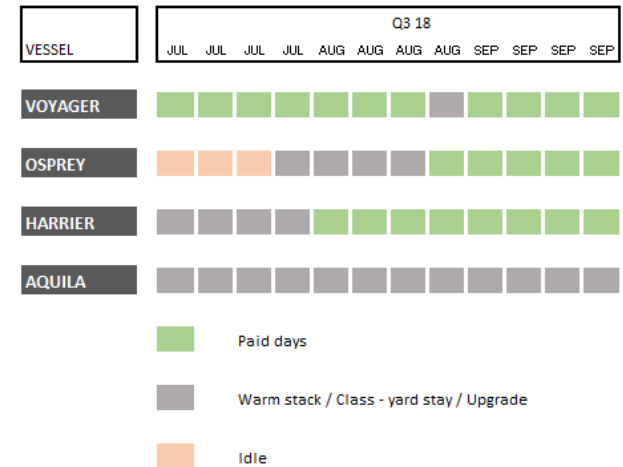 Q3 18
VESSEL JUL JUL JUL JUL AUG AUG AUG AUG SEP SEP SEP SEP
VOYAGER
OSPREY
HARRIER
AQUILA
Paid days
Warm stack / Class - yard stay / Upgrade
Idle